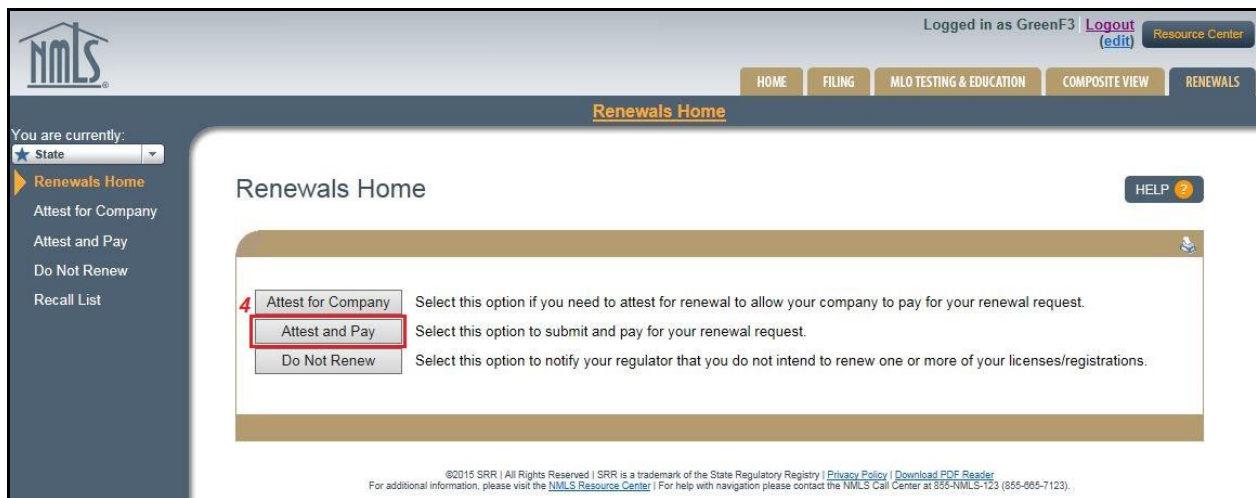 Logged in as GreenF3 | Logout
(edit)
Resource Center
NMLS®
HOME FILING MLO TESTING & EDUCATION COMPOSITE VIEW RENEWALS
Renewals Home
You are currently:
State
Renewals Home
Attest for Company
Attest and Pay
Do Not Renew
Recall List
Renewals Home
HELP ?
4 Attest for Company Select this option if you need to attest for renewal to allow your company to pay for your renewal request.
Attest and Pay Select this option to submit and pay for your renewal request.
Do Not Renew Select this option to notify your regulator that you do not intend to renew one or more of your licenses/registrations.
©2015 SRR | All Rights Reserved | SRR is a trademark of the State Regulatory Registry | Privacy Policy | Download PDF Reader
For additional information, please visit the NMLS Resource Center | For help with navigation please contact the NMLS Call Center at 855-NMLS-123 (855-665-7123).